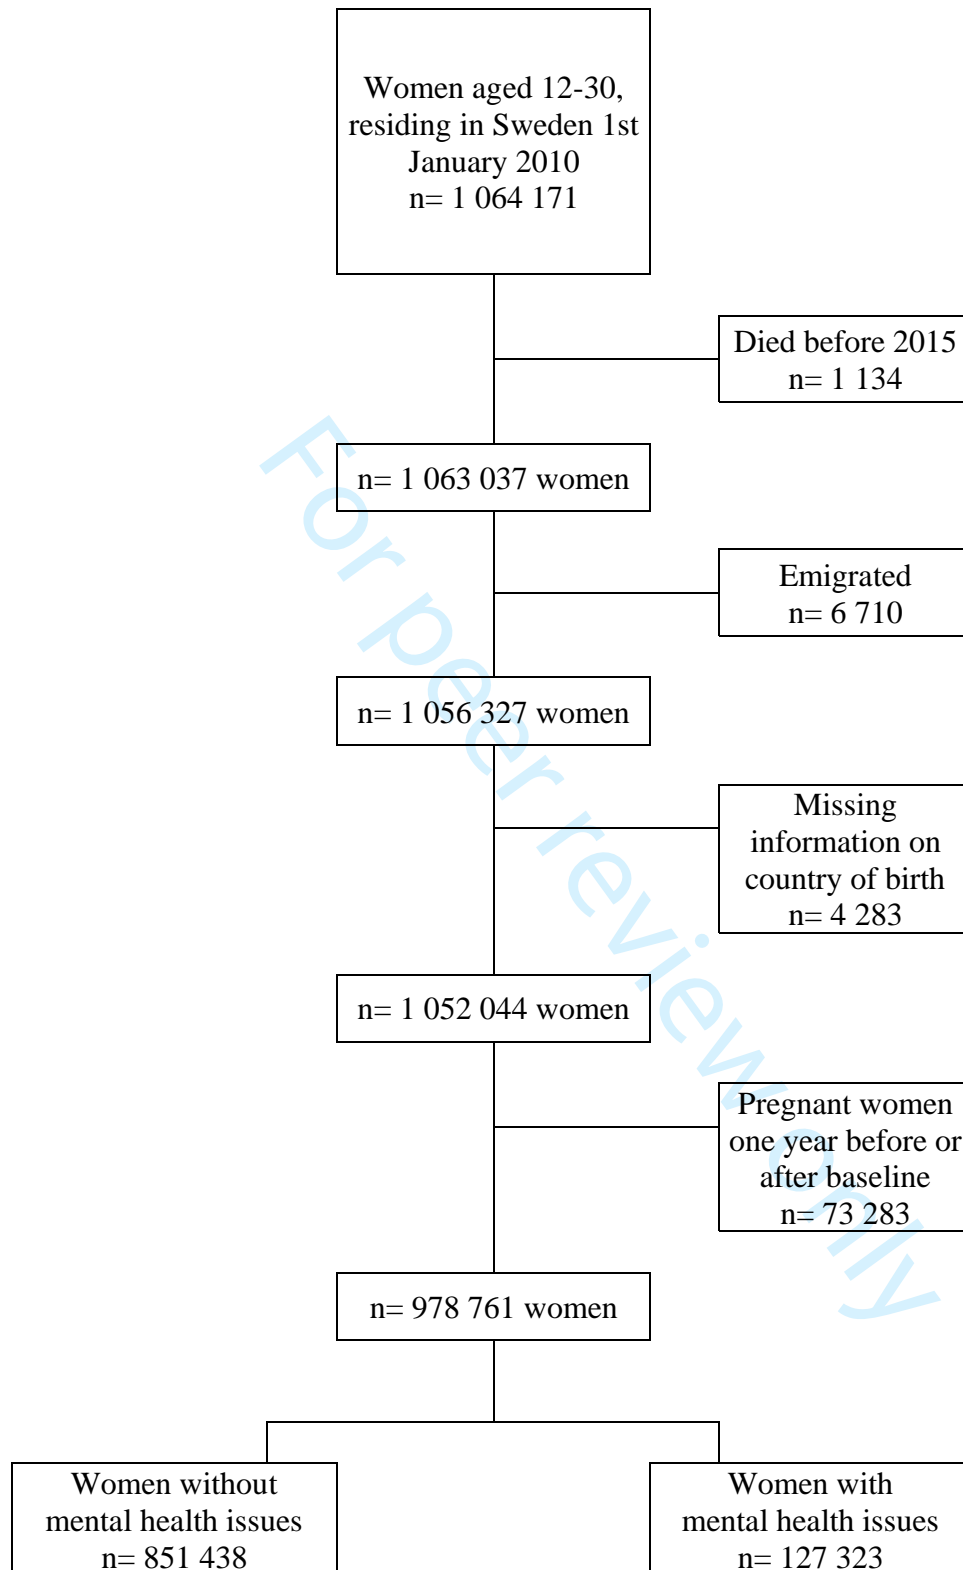 Women aged 12-30,
residing in Sweden 1st
January 2010
n= 1 064 171
Died before 2015
n= 1 134
n= 1 063 037 women
Emigrated
n= 6 710
n= 1 056 327 women
Missing
information on
country of birth
n= 4 283
n= 1 052 044 women
Pregnant women
one year before or
after baseline
n= 73 283
n= 978 761 women
Women without
mental health issues
n= 851 438
Women with
mental health issues
n= 127 323
For peer review only